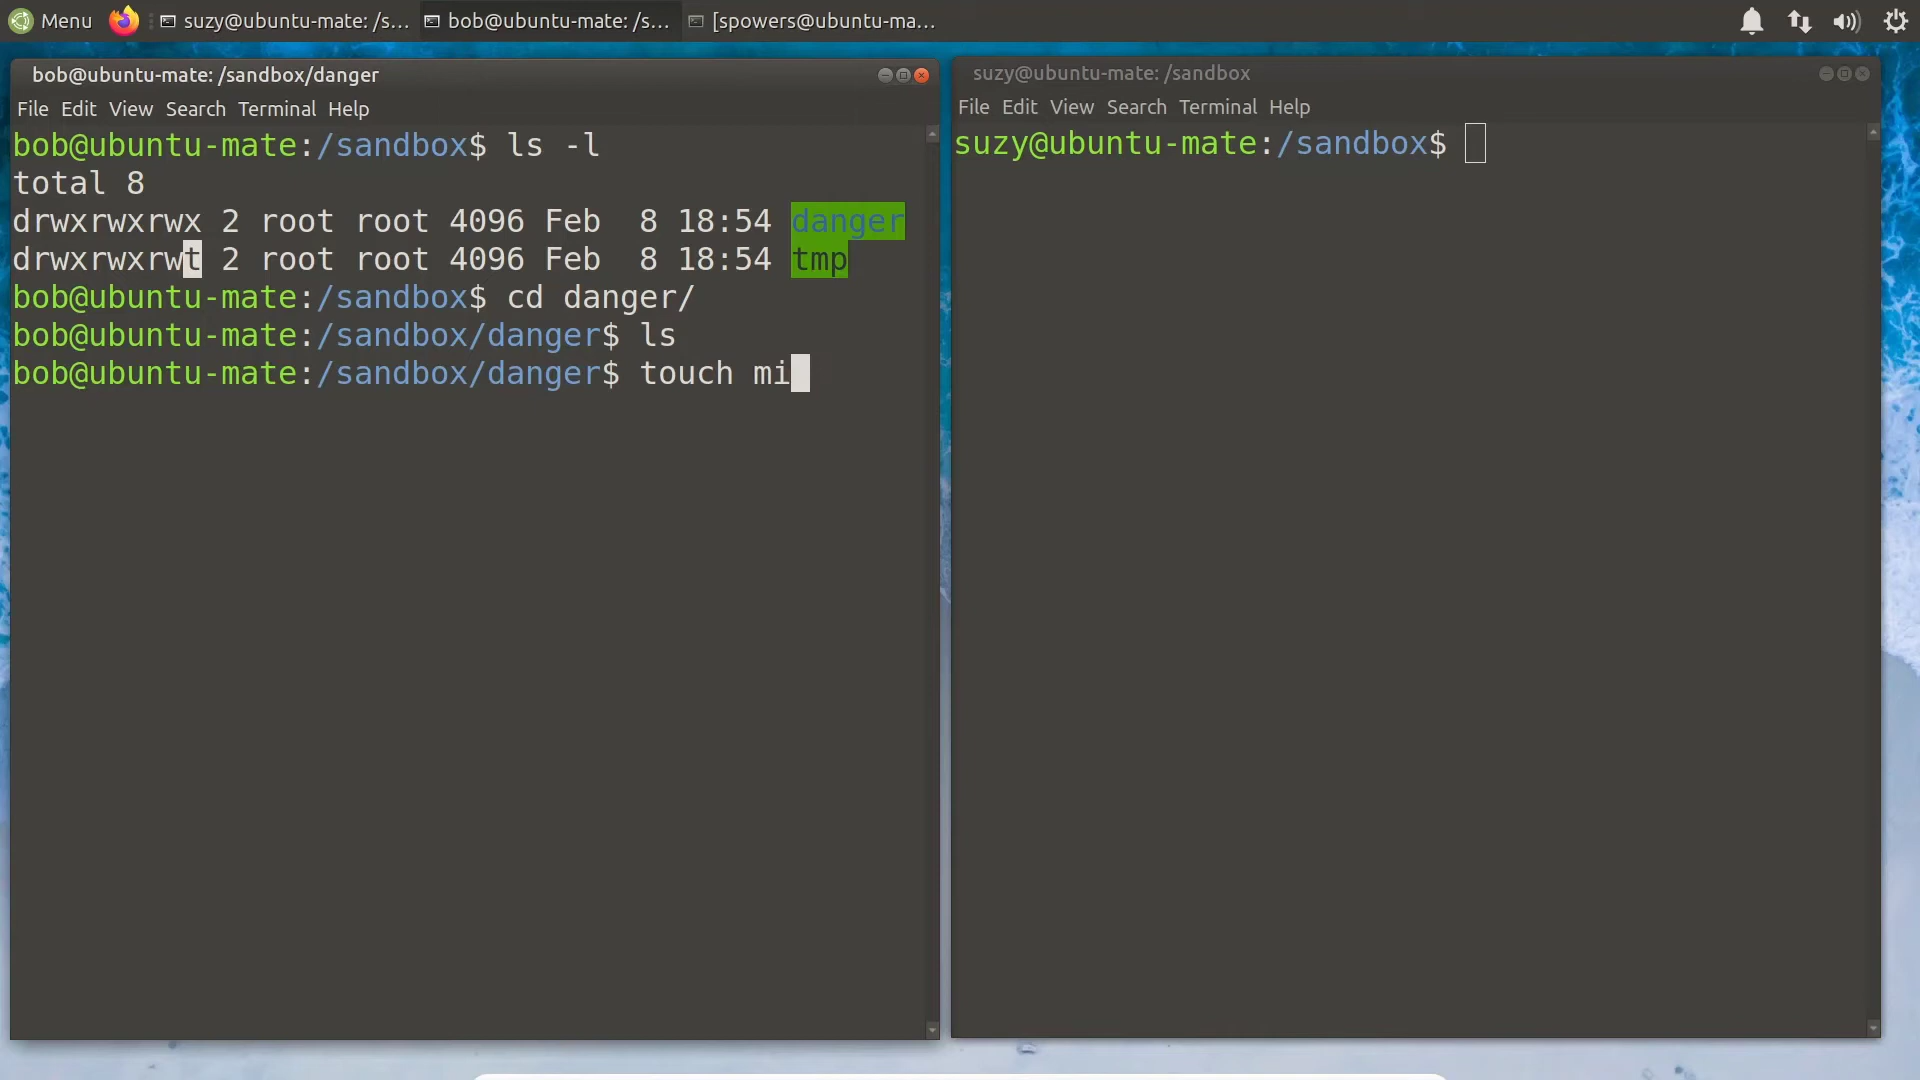 Menu
suzy@ubuntu-mate: /s...
bob@ubuntu-mate: /s...
[spowers@ubuntu-ma...
bob@ubuntu-mate: /sandbox/danger
File Edit View Search Terminal Help
bob@ubuntu-mate:/sandbox$ ls -l
total 8
drwxrwxrwx 2 root root 4096 Feb  8 18:54 danger
drwxrwxrwt 2 root root 4096 Feb  8 18:54 tmp
bob@ubuntu-mate:/sandbox$ cd danger/
bob@ubuntu-mate:/sandbox/danger$ ls
bob@ubuntu-mate:/sandbox/danger$ touch mi
suzy@ubuntu-mate: /sandbox
File Edit View Search Terminal Help
suzy@ubuntu-mate:/sandbox$